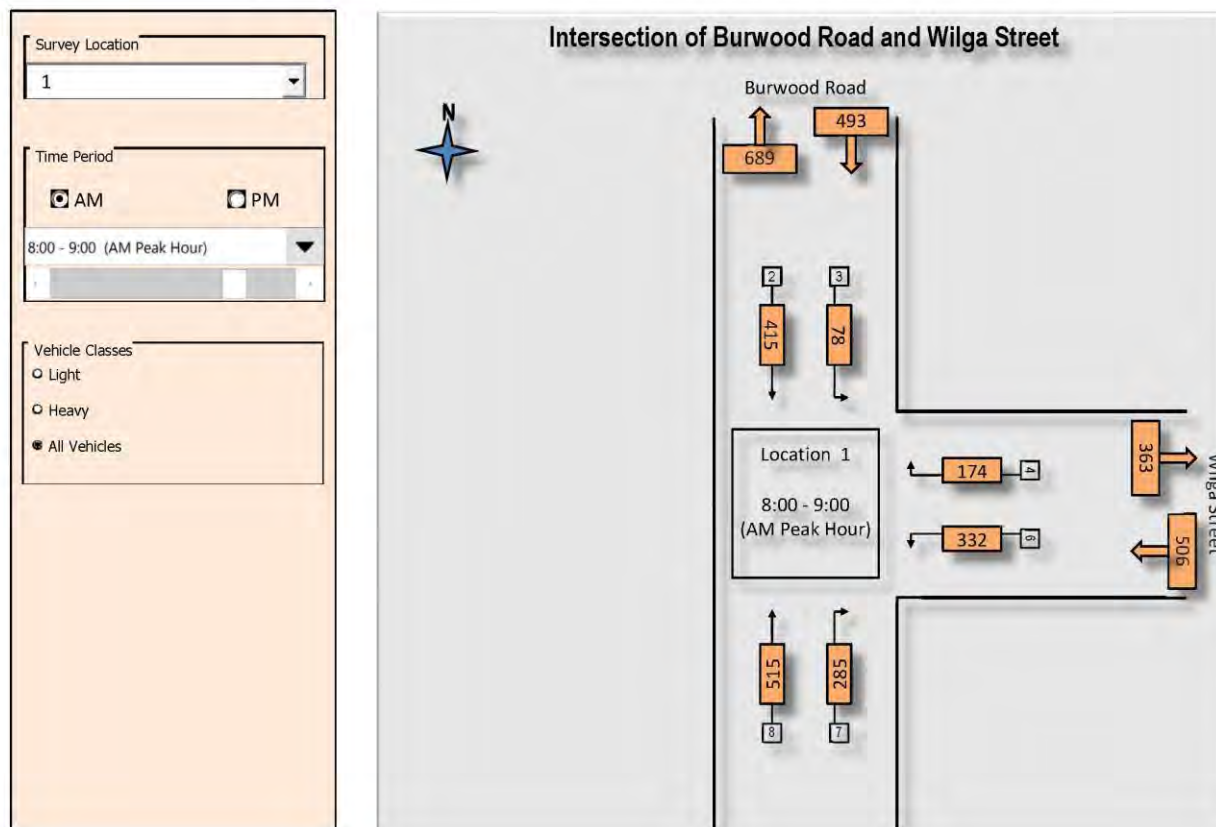 Survey Location
1
Time Period
AM
PM
8:00 - 9:00 (AM Peak Hour)
Vehicle Classes
Light
Heavy
All Vehicles
Intersection of Burwood Road and Wilga Street
N
Burwood Road
689
493
2
3
415
78
Location 1
8:00 - 9:00
(AM Peak Hour)
174
4
332
6
363
506
Wilga Street
515
285
8
7